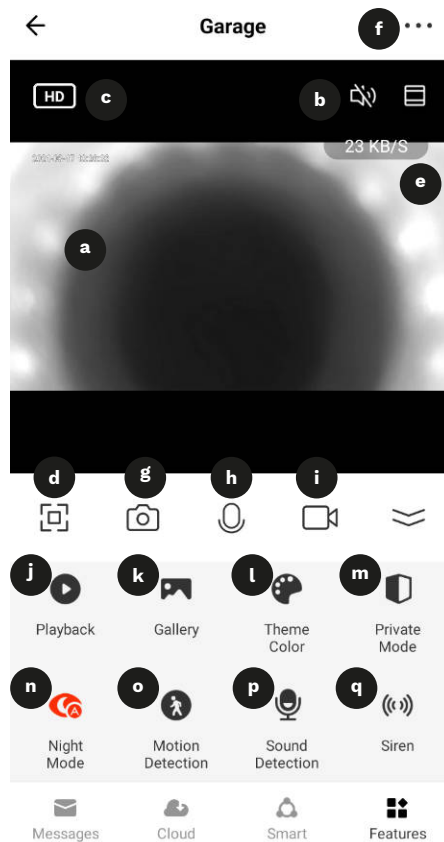 Garage
f
HD
c
b
23 KB/S
e
a
d
g
h
i
j
k
l
m
Playback
Gallery
Theme
Color
Private
Mode
n
o
p
q
A
Night
Mode
Motion
Detection
Sound
Detection
Siren
Messages
Cloud
Smart
Features